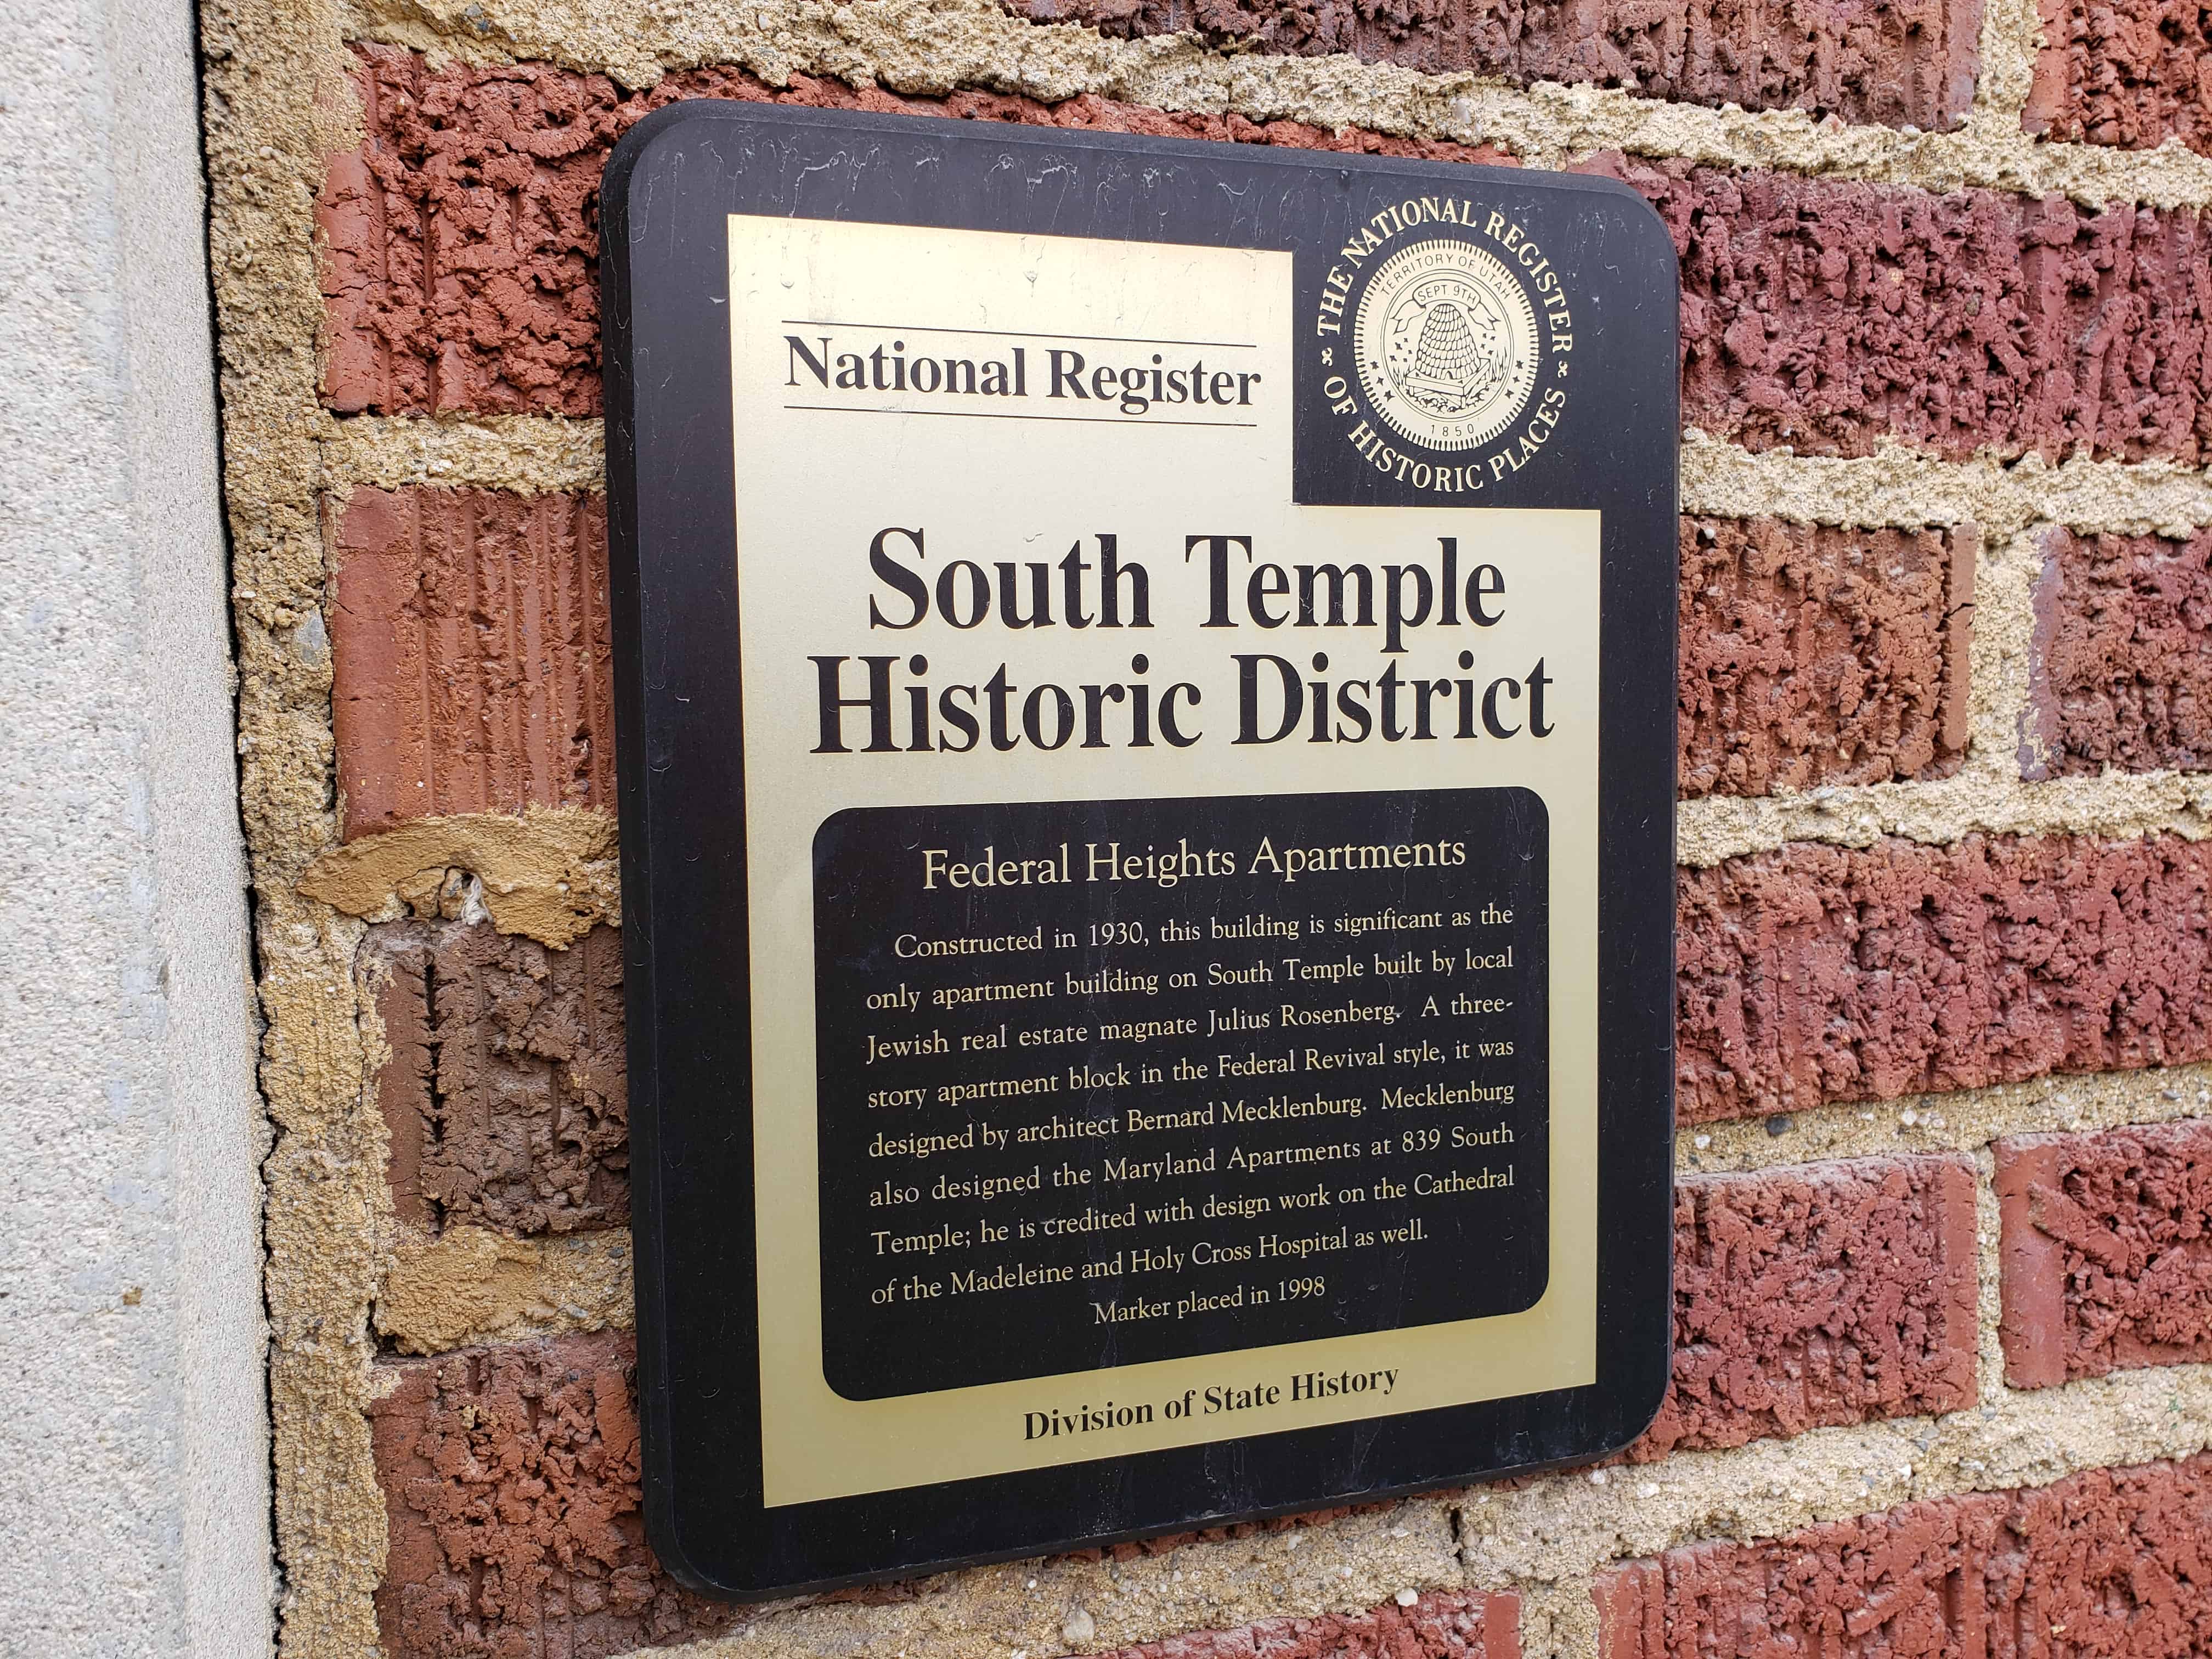 National Register
THE NATIONAL REGISTER
OF HISTORIC PLACES
TERRITORY OF UTAH
SEPT 9TH
1850
South Temple
Historic District
Federal Heights Apartments
Constructed in 1930, this building is significant as the
only apartment building on South Temple built by local
Jewish real estate magnate Julius Rosenberg. A three-
story apartment block in the Federal Revival style, it was
designed by architect Bernard Mecklenburg. Mecklenburg
also designed the Maryland Apartments at 839 South
Temple; he is credited with design work on the Cathedral
of the Madeleine and Holy Cross Hospital as well.
Marker placed in 1998
Division of State History